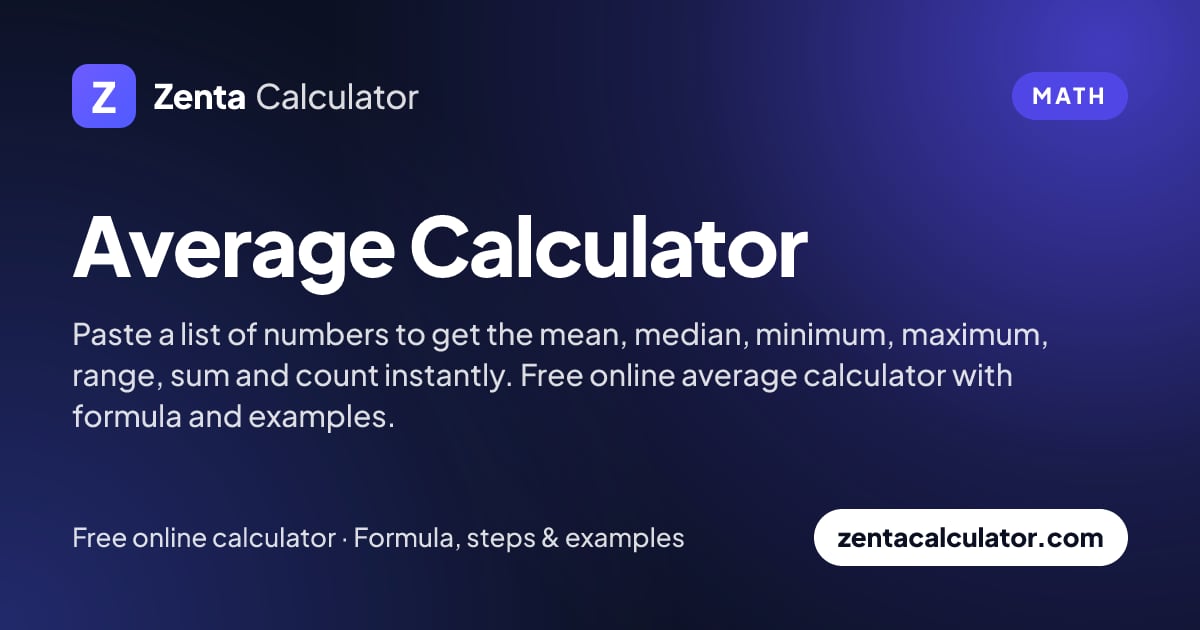 Z
Zenta Calculator
MATH
Average Calculator
Paste a list of numbers to get the mean, median, minimum, maximum,
range, sum and count instantly. Free online average calculator with
formula and examples.
Free online calculator · Formula, steps & examples
zentacalculator.com